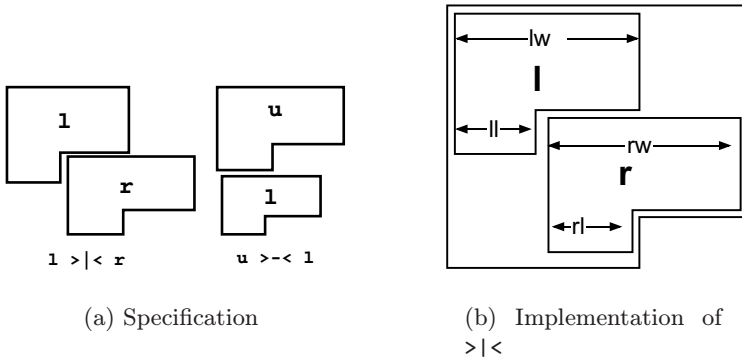 l
r
l >|< r
u
l
u >-< l
(a) Specification
lw
l
ll
rw
r
rl
(b) Implementation of
>|<